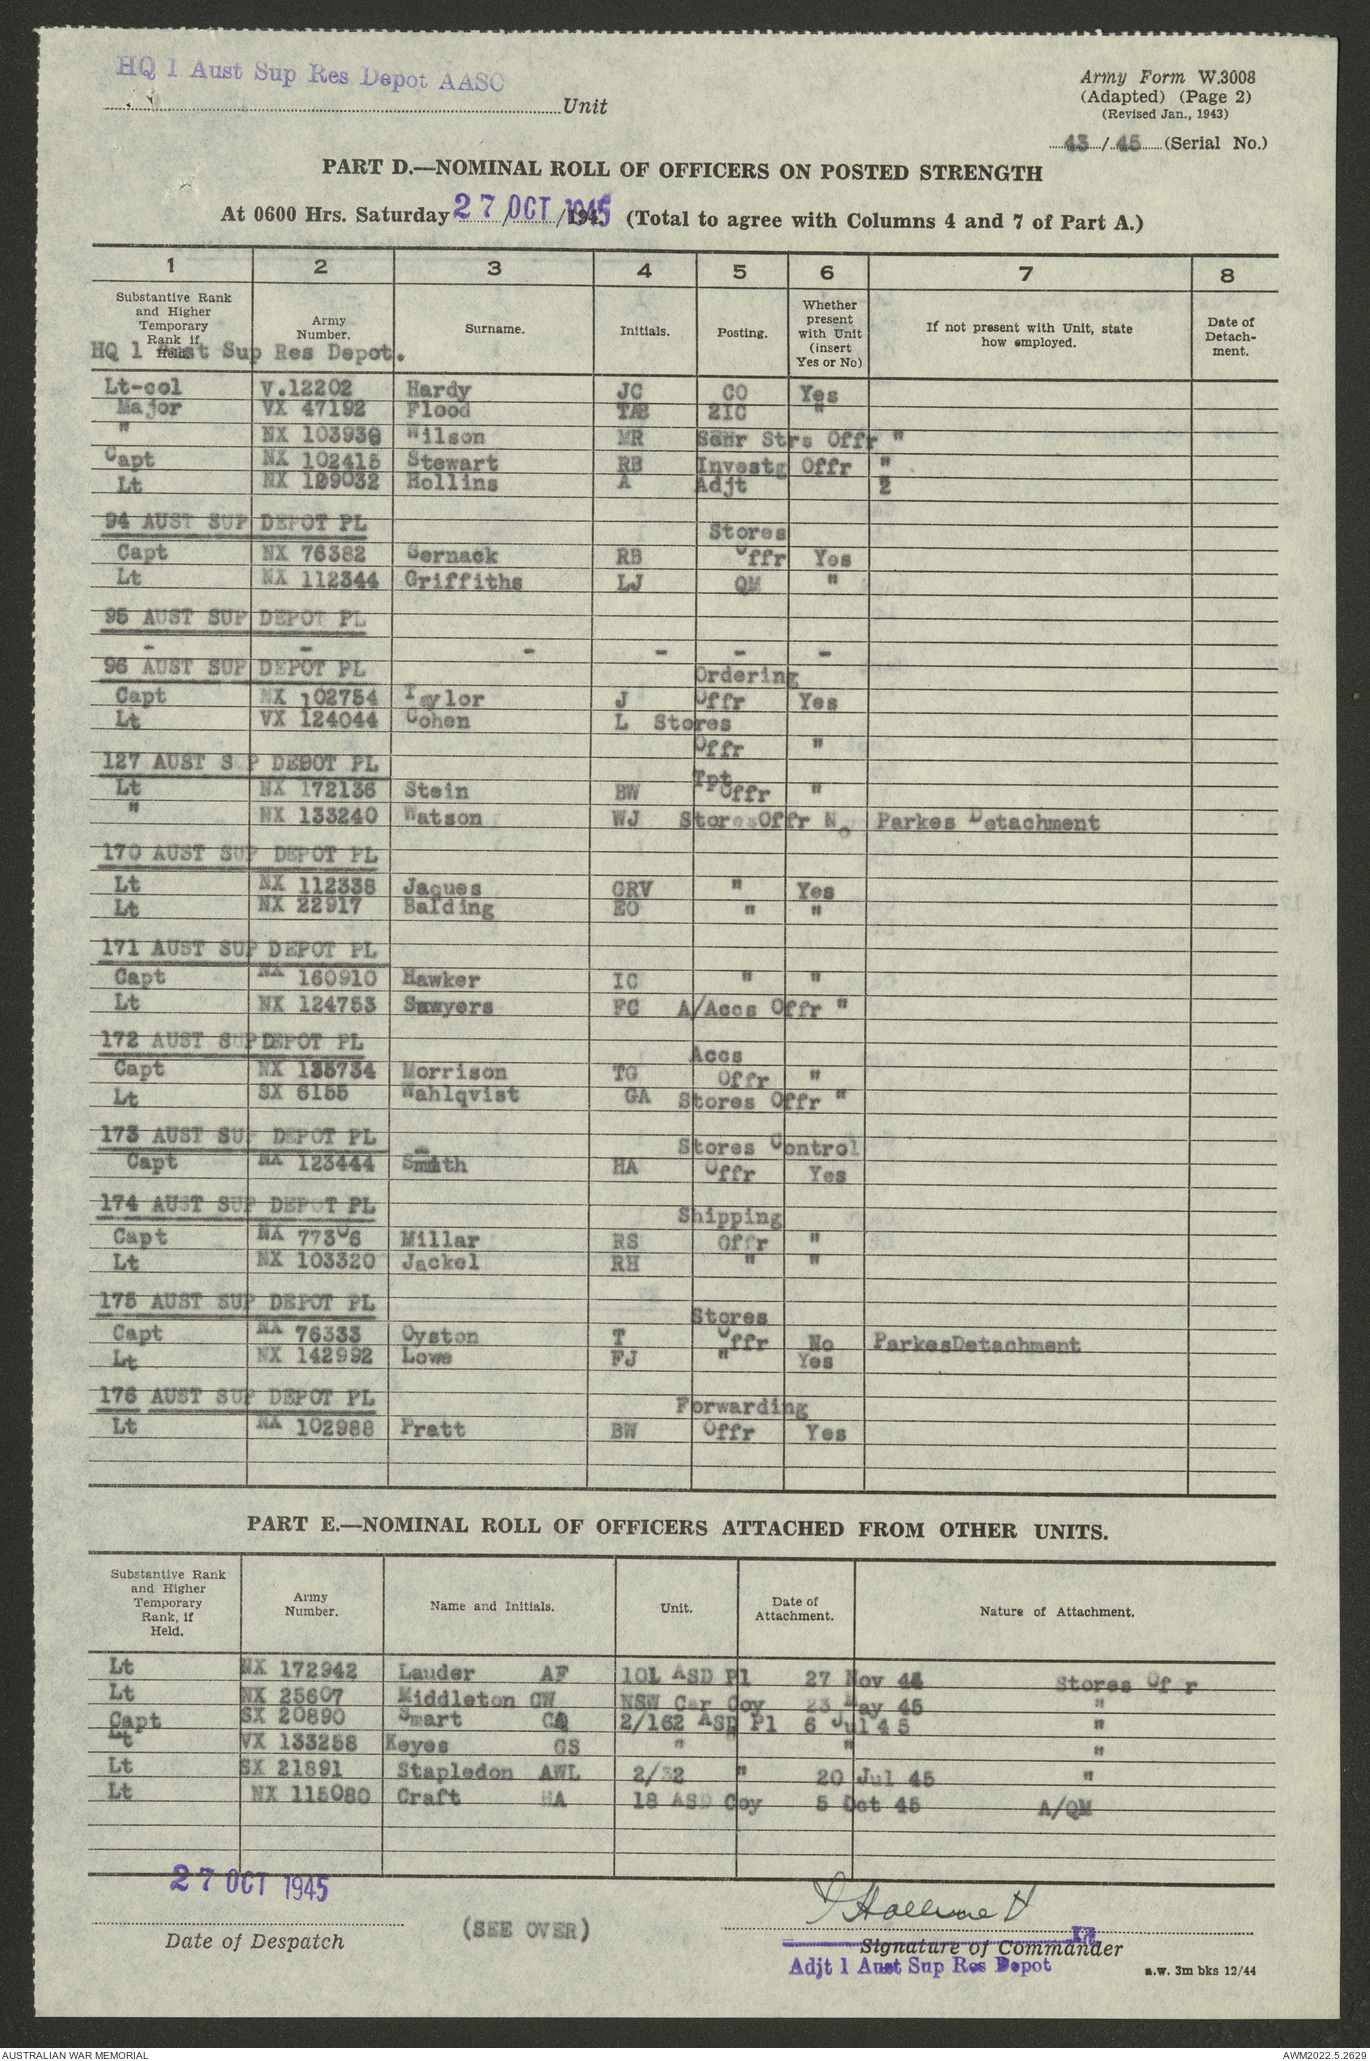 HQ 1 Aust Sup Res Depot AASC
Unit
Army Form W.3008
(Adapted) (Page 2)
(Revised Jan., 1943)
43/45 (Serial No.)
PART D.—NOMINAL ROLL OF OFFICERS ON POSTED STRENGTH
At 0600 Hrs. Saturday 27 OCT 1945 (Total to agree with Columns 4 and 7 of Part A.)
1 2 3 4 5 6 7 8
Substantive Rank and Higher Temporary Rank if Held. Army Number. Surname. Initials. Posting. Whether present with Unit (insert Yes or No) If not present with Unit, state how employed. Date of Detach-ment.
HQ 1 Aust Sup Res Depot.
Lt-col V.12202 Hardy JC CO Yes
Major VX 47192 Flood TAB 2IC "
" NX 103939 Wilson MR Senr Strs Offr "
Capt NX 102415 Stewart RB Investg Offr "
Lt NX 109032 Hollins A Adjt "
94 AUST SUP DEPOT PL
Stores
Capt NX 76382 Sernack RB Offr Yes
Lt NX 112344 Griffiths LJ QM "
95 AUST SUP DEPOT PL
- - - - - -
96 AUST SUP DEPOT PL
Ordering
Capt NX 102754 Taylor J Offr Yes
Lt VX 124044 Cohen L Stores
Offr "
127 AUST S P DEBOT PL
Tpt
Lt NX 172136 Stein BW Offr "
" NX 133240 Watson WJ StoresOffr No Parkes Detachment
170 AUST SUP DEPOT PL
Lt NX 112338 Jaques GRV " Yes
Lt NX 22917 Balding EO " "
171 AUST SUP DEPOT PL
Capt NX 160910 Hawker IC " "
Lt NX 124753 Sawyers FC A/Accs Offr "
172 AUST SUPDEPOT PL
Accs
Capt NX 135734 Morrison TG Offr "
Lt SX 6155 Wahlqvist GA Stores Offr "
173 AUST SUP DEPOT PL
Stores Control
Capt NX 123444 Smith HA Offr Yes
174 AUST SUP DEPOT PL
Shipping
Capt NX 77306 Millar RS Offr "
Lt NX 103320 Jackel RH " "
175 AUST SUP DEPOT PL
Stores
Capt NX 76333 Oyston T Offr No ParkesDetachment
Lt NX 142992 Lowe FJ " Yes
176 AUST SUP DEPOT PL
Forwarding
Lt NX 102988 Pratt BW Offr Yes
PART E.—NOMINAL ROLL OF OFFICERS ATTACHED FROM OTHER UNITS.
Substantive Rank and Higher Temporary Rank, if Held. Army Number. Name and Initials. Unit. Date of Attachment. Nature of Attachment.
Lt NX 172942 Lauder AF 101 ASD Pl 27 Nov 44 Stores Of r
Lt NX 25607 Middleton CW NSW Car Coy 23 May 45 "
Capt SX 20890 Smart 2/162 ASD Pl 6 Jul 45 "
Lt VX 133258 Keyes GS " " "
Lt SX 21891 Stapledon AWL 2/32 " 20 Jul 45 "
Lt NX 115080 Craft HA 18 ASD Coy 5 Oct 45 A/QM
27 OCT 1945
Date of Despatch
(SEE OVER)
Lt
Signature of Commander
Adjt 1 Aust Sup Res Depot
a.w. 3m bks 12/44
AUSTRALIAN WAR MEMORIAL
AWM2022.5.2629